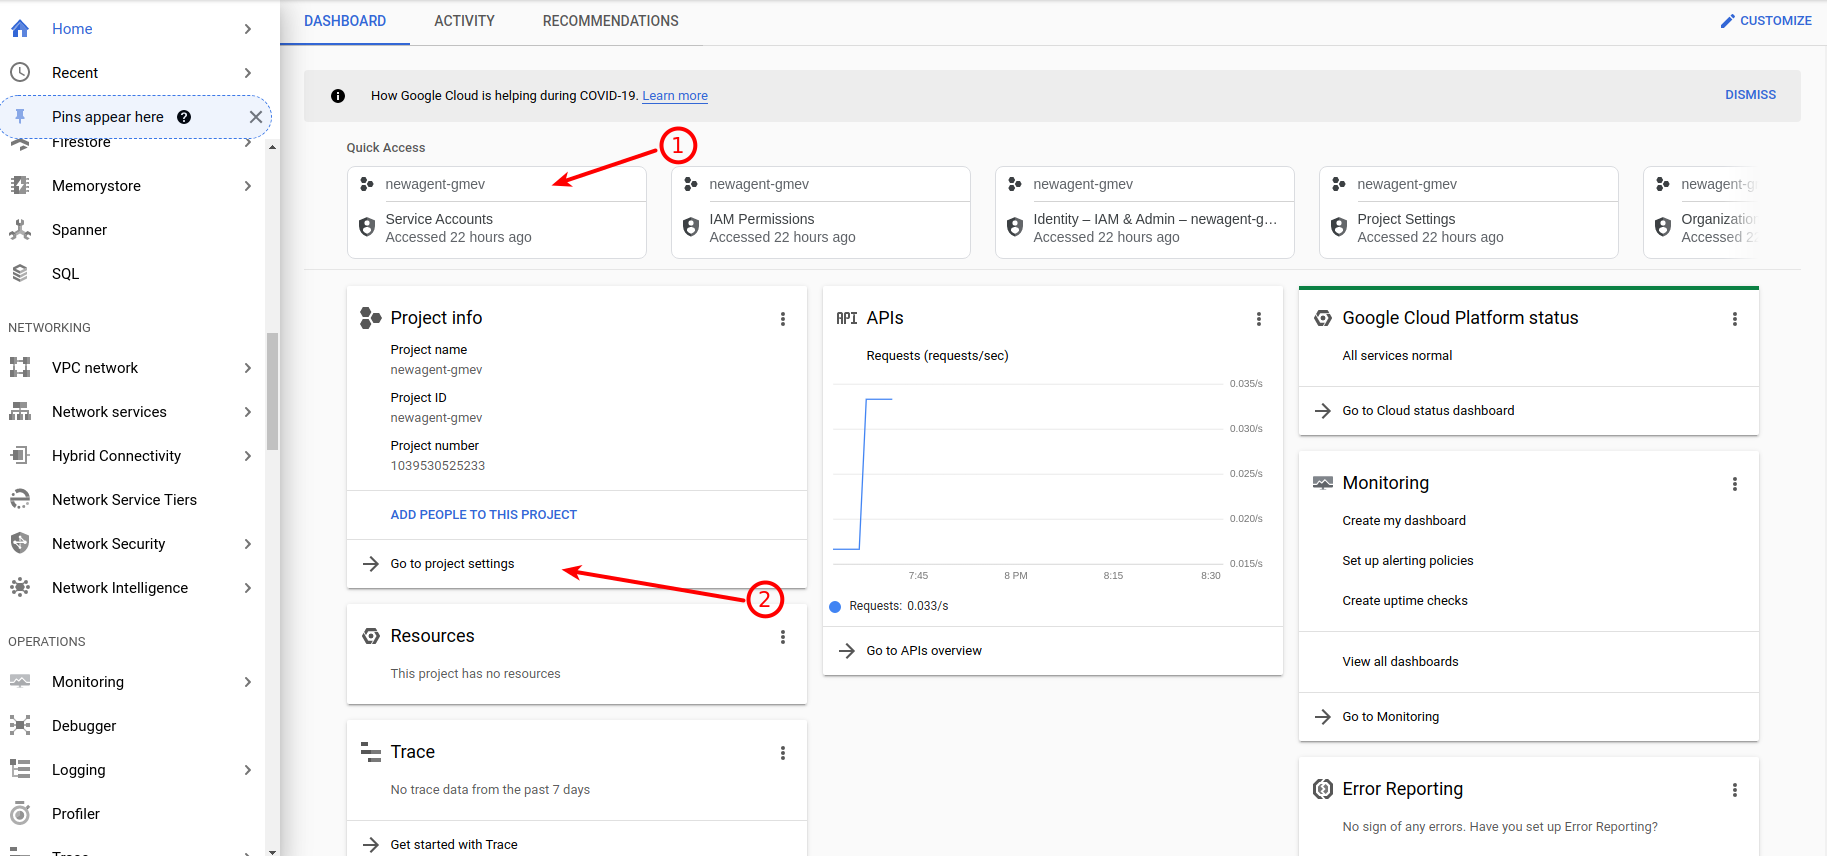 Home
Recent
Pins appear here
Firestore
Memorystore
Spanner
SQL
NETWORKING
VPC network
Network services
Hybrid Connectivity
Network Service Tiers
Network Security
Network Intelligence
OPERATIONS
Monitoring
Debugger
Logging
Profiler
Trace
DASHBOARD ACTIVITY RECOMMENDATIONS
CUSTOMIZE
How Google Cloud is helping during COVID-19. Learn more
DISMISS
1
Quick Access
newagent-gmev
Service Accounts
Accessed 22 hours ago
newagent-gmev
IAM Permissions
Accessed 22 hours ago
newagent-gmev
Identity – IAM & Admin – newagent-g...
Accessed 22 hours ago
newagent-gmev
Project Settings
Accessed 22 hours ago
newagent-g
Organization
Accessed 2
Project info
Project name
newagent-gmev
Project ID
newagent-gmev
Project number
1039530525233
ADD PEOPLE TO THIS PROJECT
Go to project settings
2
Resources
This project has no resources
Trace
No trace data from the past 7 days
Get started with Trace
API APIs
Requests (requests/sec)
0.035/s
0.030/s
0.025/s
0.020/s
0.015/s
7:45 8 PM 8:15 8:30
Requests: 0.033/s
Go to APIs overview
Google Cloud Platform status
All services normal
Go to Cloud status dashboard
Monitoring
Create my dashboard
Set up alerting policies
Create uptime checks
View all dashboards
Go to Monitoring
Error Reporting
No sign of any errors. Have you set up Error Reporting?